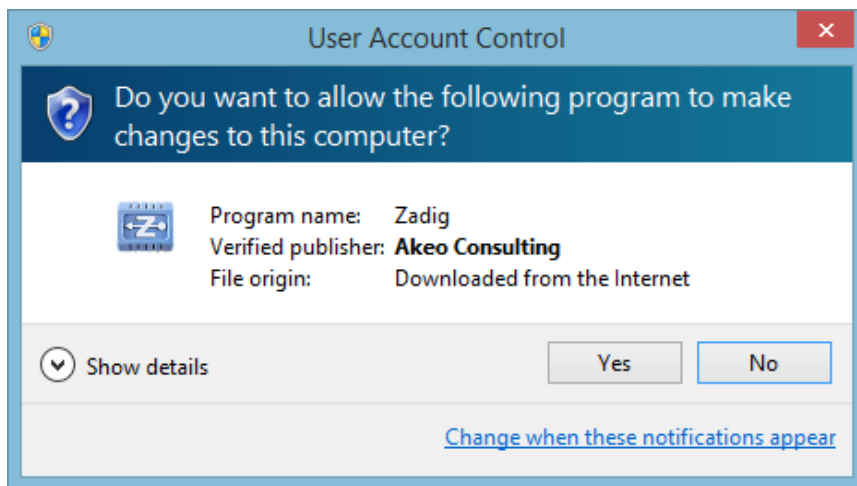 User Account Control
Do you want to allow the following program to make
changes to this computer?
Program name: Zadig
Verified publisher: Akeo Consulting
File origin: Downloaded from the Internet
Show details
Yes
No
Change when these notifications appear